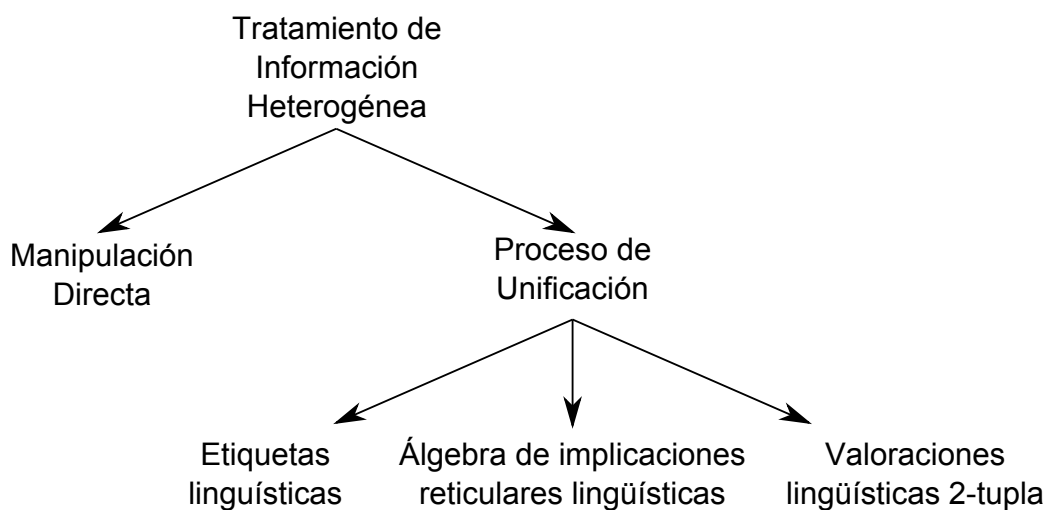 Tratamiento de
Información
Heterogénea
Manipulación
Directa
Proceso de
Unificación
Etiquetas
linguísticas
Álgebra de implicaciones
reticulares lingüísticas
Valoraciones
lingüísticas 2-tupla